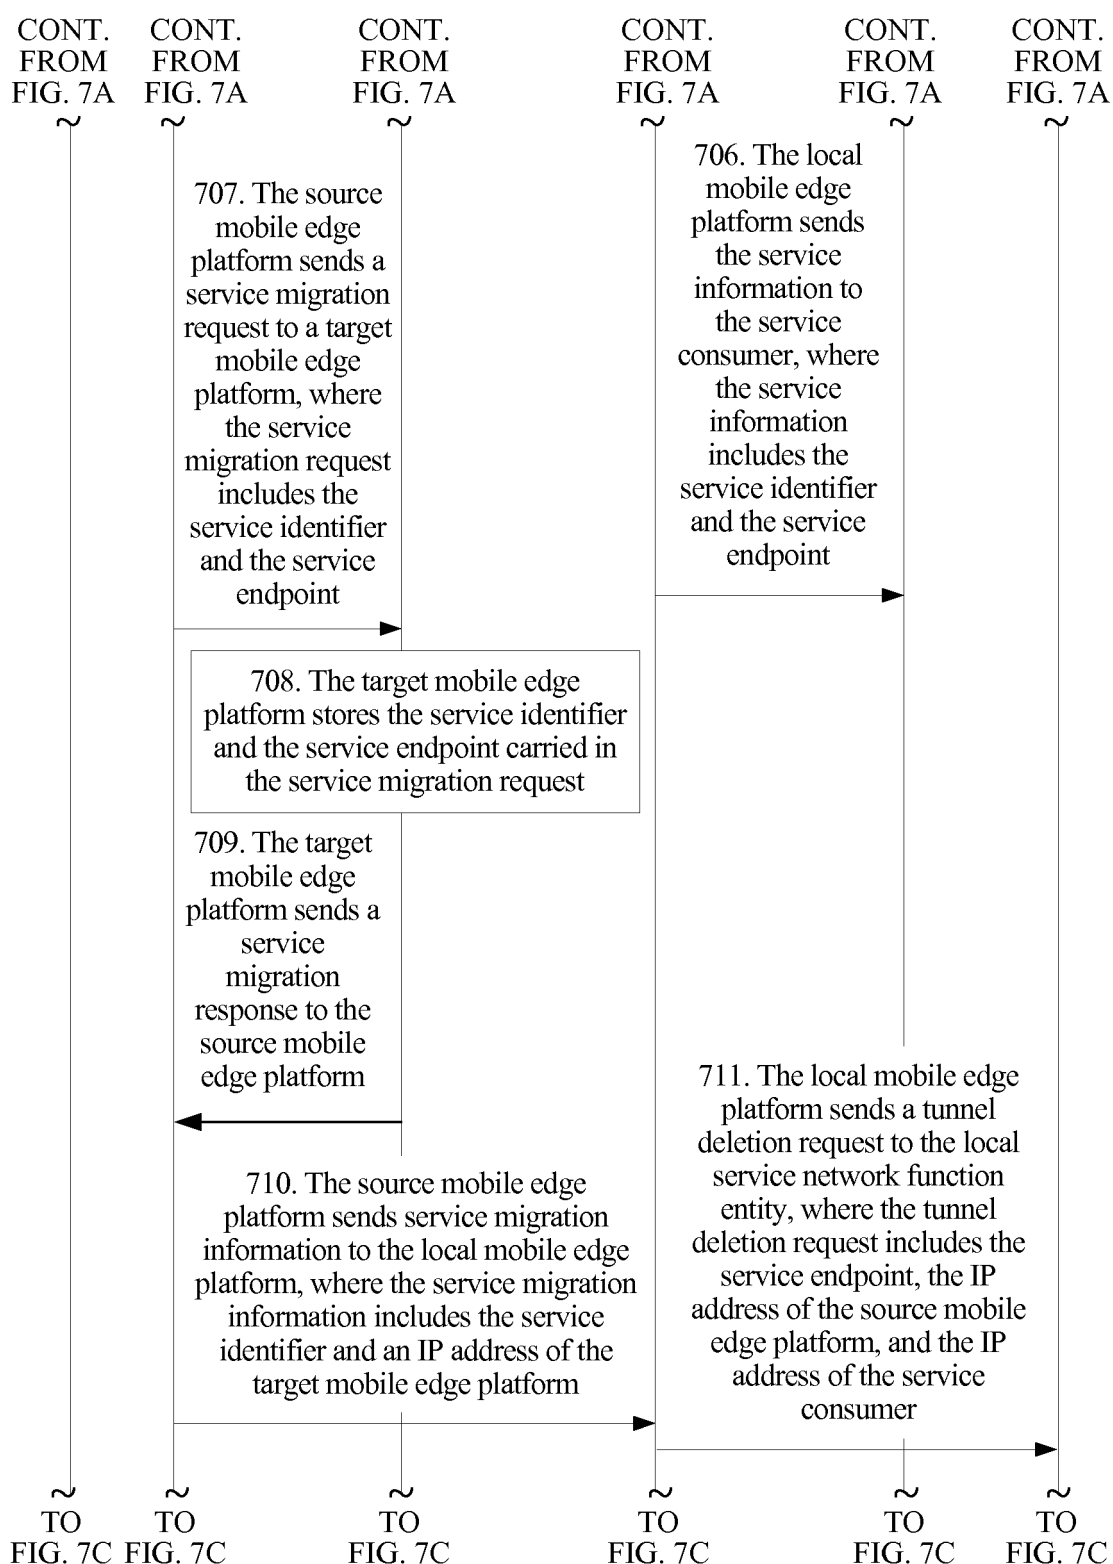 CONT. FROM FIG. 7A
CONT. FROM FIG. 7A
CONT. FROM FIG. 7A
CONT. FROM FIG. 7A
CONT. FROM FIG. 7A
CONT. FROM FIG. 7A
706. The local
mobile edge
platform sends
the service
information to
the service
consumer, where
the service
information
includes the
service identifier
and the service
endpoint
707. The source
mobile edge
platform sends a
service migration
request to a target
mobile edge
platform, where
the service
migration request
includes the
service identifier
and the service
endpoint
708. The target mobile edge
platform stores the service identifier
and the service endpoint carried in
the service migration request
709. The target
mobile edge
platform sends a
service
migration
response to the
source mobile
edge platform
710. The source mobile edge
platform sends service migration
information to the local mobile edge
platform, where the service migration
information includes the service
identifier and an IP address of the
target mobile edge platform
711. The local mobile edge
platform sends a tunnel
deletion request to the local
service network function
entity, where the tunnel
deletion request includes the
service endpoint, the IP
address of the source mobile
edge platform, and the IP
address of the service
consumer
TO FIG. 7C
TO FIG. 7C
TO FIG. 7C
TO FIG. 7C
TO FIG. 7C
TO FIG. 7C